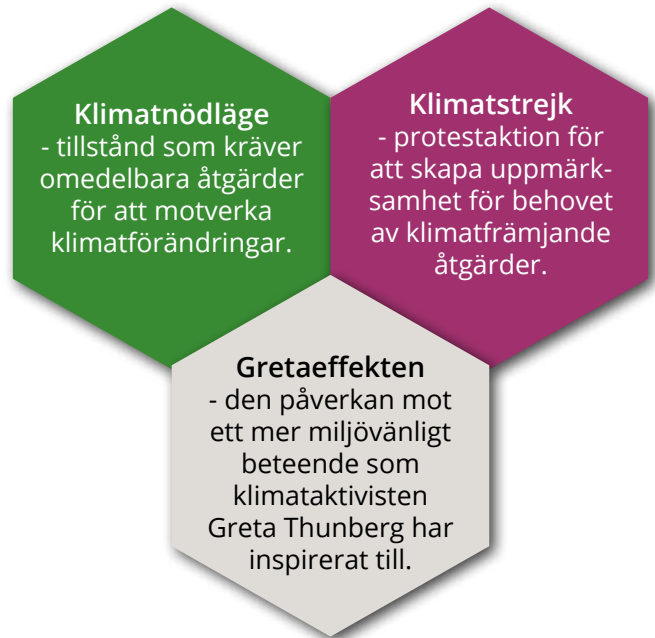 Klimatnödläge
- tillstånd som kräver
omedelbara åtgärder
för att motverka
klimatförändringar.
Klimatstrejk
- protestaktion för
att skapa uppmärk-
samhet för behovet
av klimatfrämjande
åtgärder.
Gretaeffekten
- den påverkan mot
ett mer miljövänligt
beteende som
klimataktivisten
Greta Thunberg har
inspirerat till.